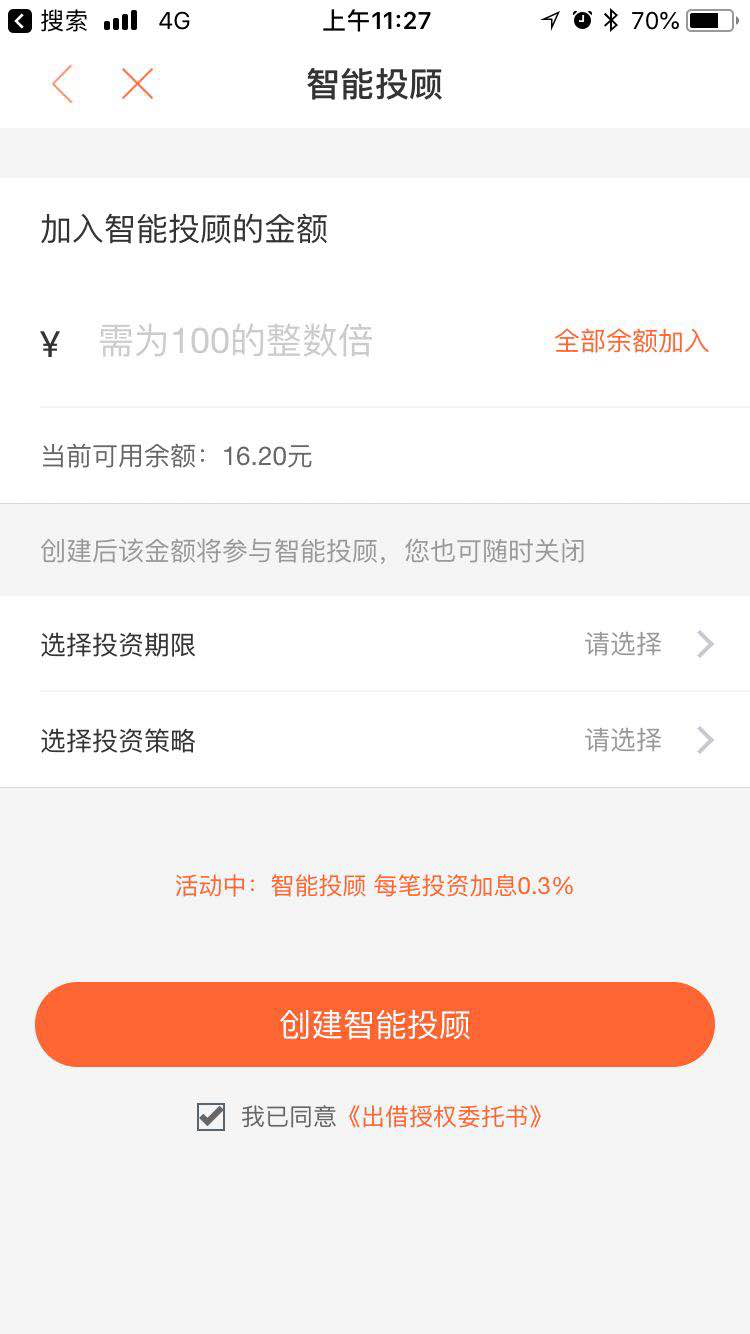 搜索 4G 上午11:27 70%
智能投顾
加入智能投顾的金额
¥ 需为100的整数倍 全部余额加入
当前可用余额：16.20元
创建后该金额将参与智能投顾，您也可随时关闭
选择投资期限 请选择
选择投资策略 请选择
活动中：智能投顾 每笔投资加息0.3%
创建智能投顾
我已同意《出借授权委托书》